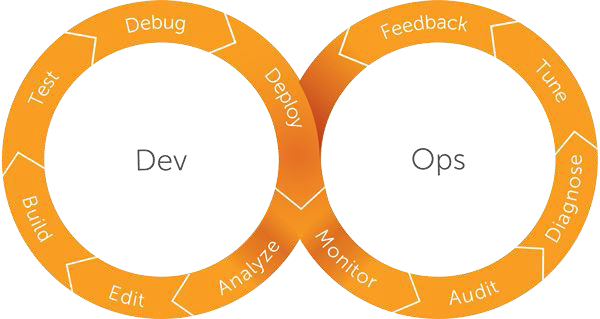 Dev
Analyze
Edit
Build
Test
Debug
Deploy
Ops
Monitor
Audit
Diagnose
Tune
Feedback